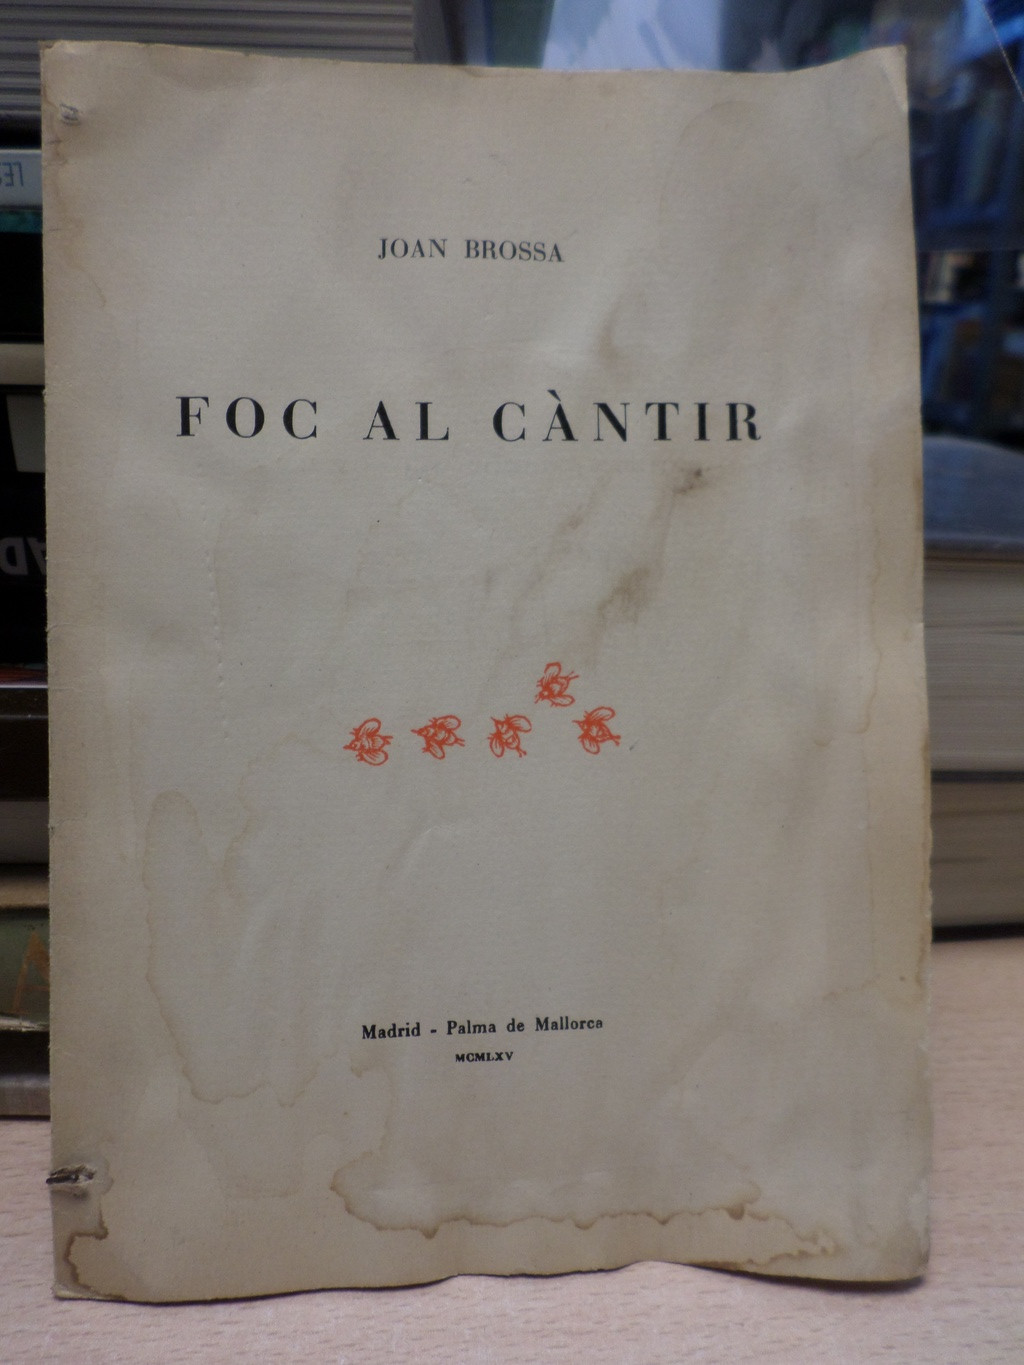 JOAN BROSSA
FOC AL CÀNTIR
Madrid - Palma de Mallorca
MCMLXV